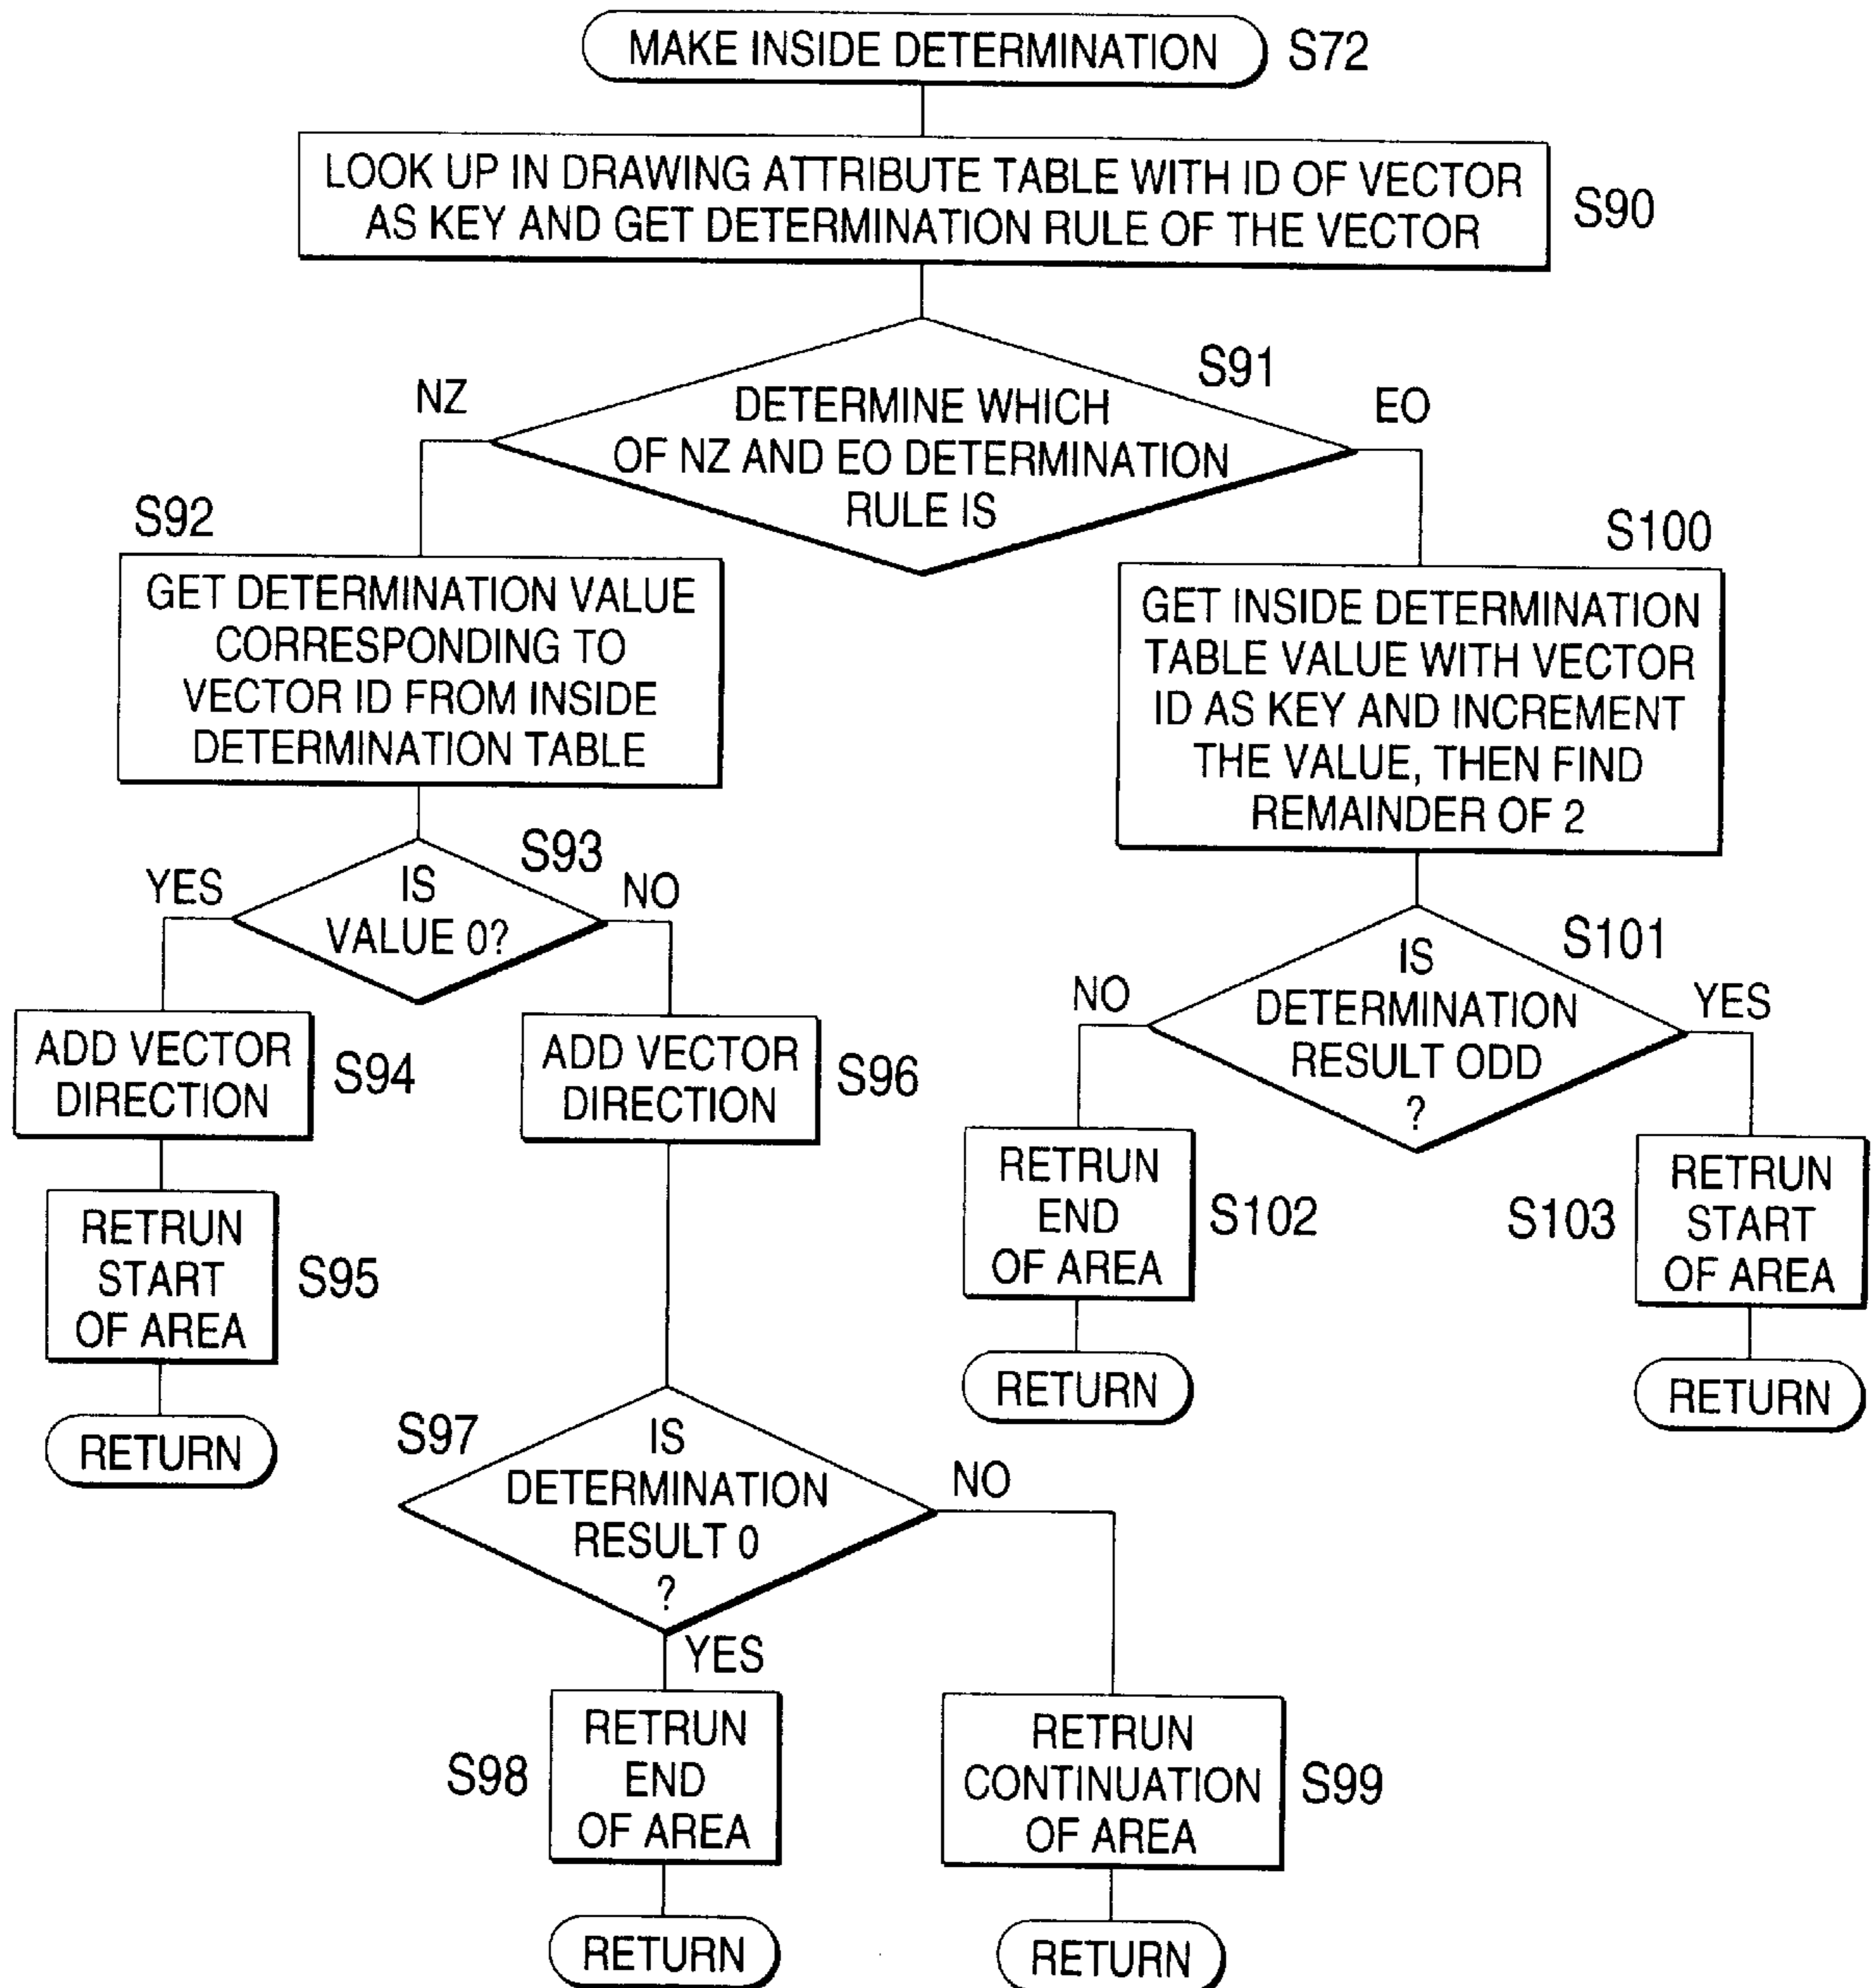 MAKE INSIDE DETERMINATION
S72
LOOK UP IN DRAWING ATTRIBUTE TABLE WITH ID OF VECTOR
AS KEY AND GET DETERMINATION RULE OF THE VECTOR
S90
S91
DETERMINE WHICH
OF NZ AND EO DETERMINATION
RULE IS
NZ
EO
S92
GET DETERMINATION VALUE
CORRESPONDING TO
VECTOR ID FROM INSIDE
DETERMINATION TABLE
S100
GET INSIDE DETERMINATION
TABLE VALUE WITH VECTOR
ID AS KEY AND INCREMENT
THE VALUE, THEN FIND
REMAINDER OF 2
S93
IS
VALUE 0?
YES
NO
ADD VECTOR
DIRECTION
S94
ADD VECTOR
DIRECTION
S96
S101
IS
DETERMINATION
RESULT ODD
?
NO
YES
RETRUN
START
OF AREA
S95
RETURN
RETRUN
END
OF AREA
S102
RETURN
S103
RETRUN
START
OF AREA
RETURN
S97
IS
DETERMINATION
RESULT 0
?
NO
YES
S98
RETRUN
END
OF AREA
RETURN
RETRUN
CONTINUATION
OF AREA
S99
RETURN